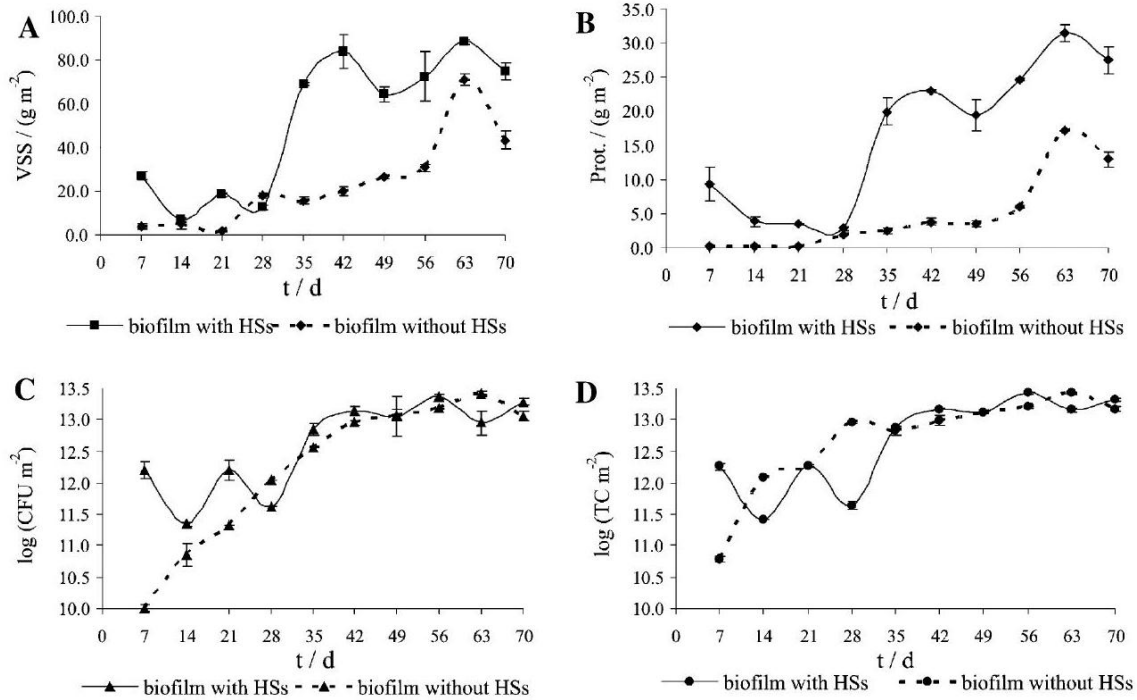 A
VSS / (g m⁻²)
100.0
80.0
60.0
40.0
20.0
0.0
0 7 14 21 28 35 42 49 56 63 70
t / d
biofilm with HSs biofilm without HSs
B
Prot. / (g m⁻²)
35.0
30.0
25.0
20.0
15.0
10.0
5.0
0.0
0 7 14 21 28 35 42 49 56 63 70
t / d
biofilm with HSs biofilm without HSs
C
log (CFU m⁻²)
13.5
13.0
12.5
12.0
11.5
11.0
10.5
10.0
0 7 14 21 28 35 42 49 56 63 70
t / d
biofilm with HSs biofilm without HSs
D
log (TC m⁻²)
13.5
13.0
12.5
12.0
11.5
11.0
10.5
10.0
0 7 14 21 28 35 42 49 56 63 70
t / d
biofilm with HSs biofilm without HSs